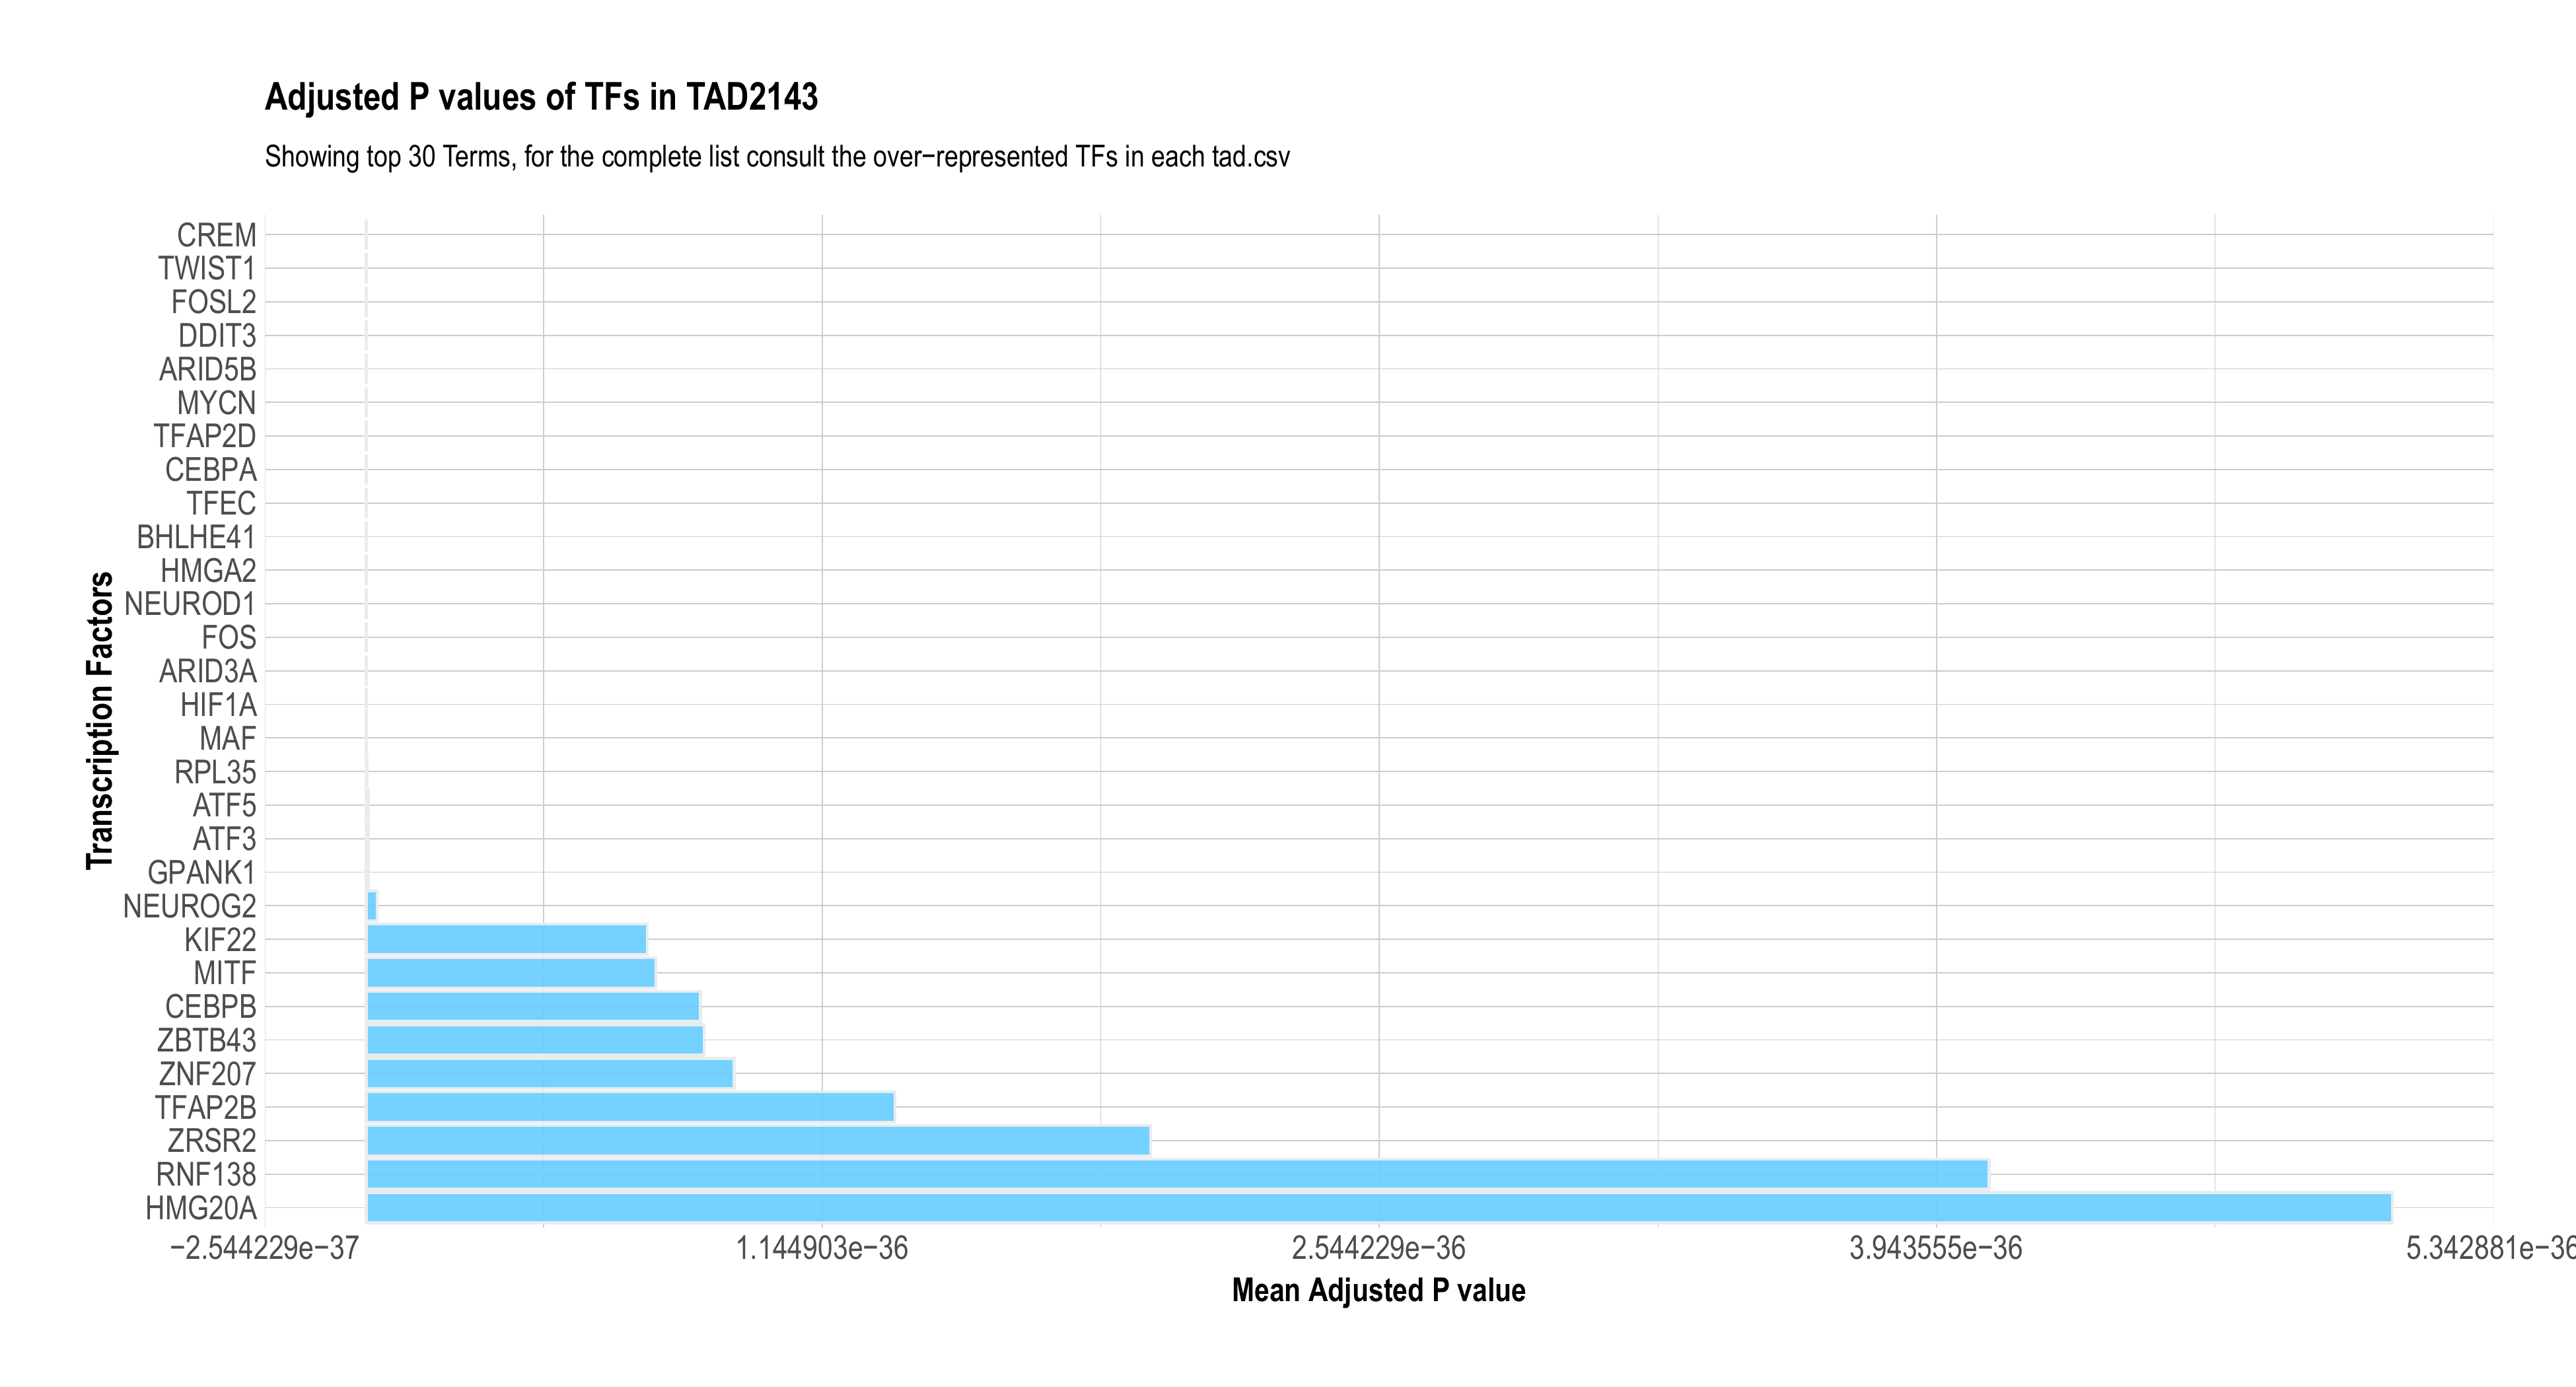 Adjusted P values of TFs in TAD2143
Showing top 30 Terms, for the complete list consult the over−represented TFs in each tad.csv
Transcription Factors
CREM
TWIST1
FOSL2
DDIT3
ARID5B
MYCN
TFAP2D
CEBPA
TFEC
BHLHE41
HMGA2
NEUROD1
FOS
ARID3A
HIF1A
MAF
RPL35
ATF5
ATF3
GPANK1
NEUROG2
KIF22
MITF
CEBPB
ZBTB43
ZNF207
TFAP2B
ZRSR2
RNF138
HMG20A
−2.544229e−37 1.144903e−36 2.544229e−36 3.943555e−36 5.342881e−36
Mean Adjusted P value